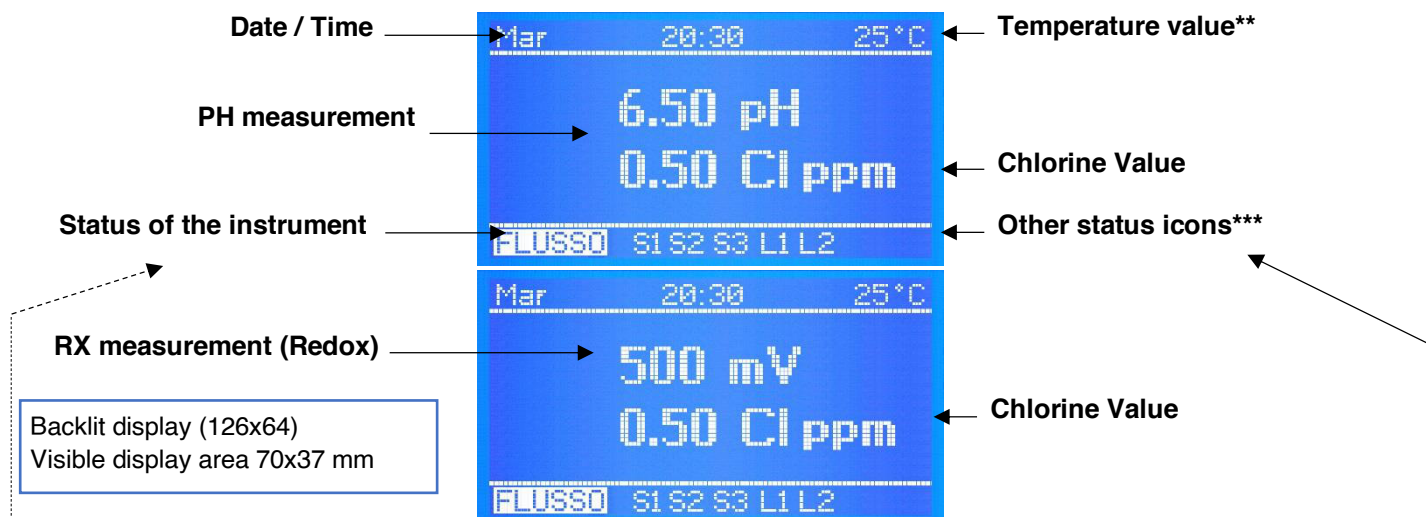 Date / Time
Mar 20:30 25°C
Temperature value**
PH measurement
6.50 pH
0.50 Cl ppm
Chlorine Value
Status of the instrument
FLUSSO S1 S2 S3 L1 L2
Other status icons***
Mar 20:30 25°C
RX measurement (Redox)
500 mV
0.50 Cl ppm
Chlorine Value
Backlit display (126x64)
Visible display area 70x37 mm
FLUSSO S1 S2 S3 L1 L2